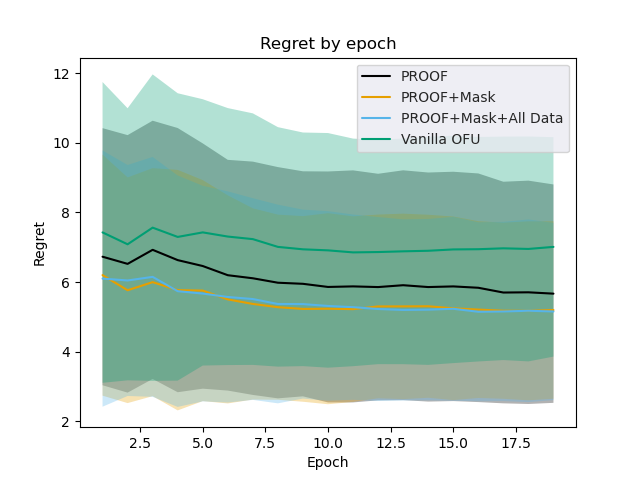 Regret by epoch
12
10
8
6
4
2
Regret
PROOF
PROOF+Mask
PROOF+Mask+All Data
Vanilla OFU
2.5 5.0 7.5 10.0 12.5 15.0 17.5
Epoch